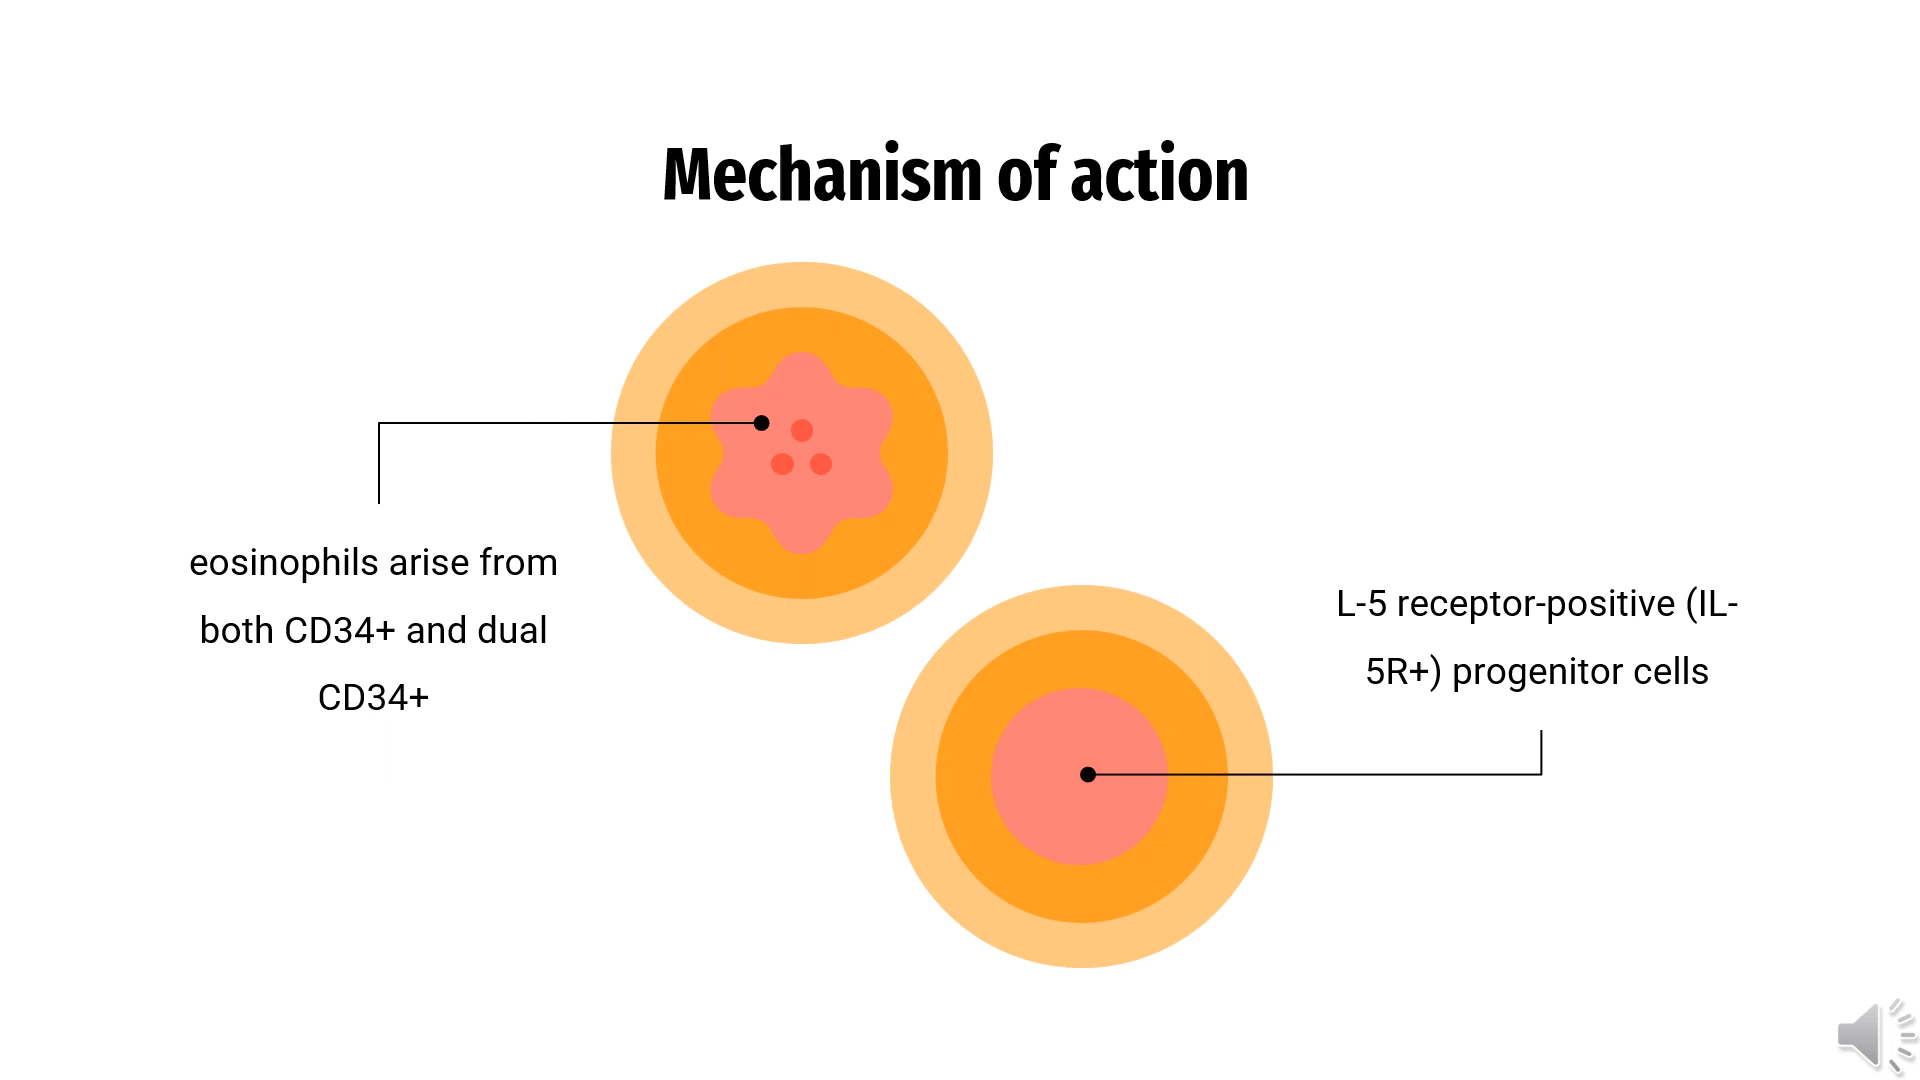 Mechanism of action
eosinophils arise from
both CD34+ and dual
CD34+
L-5 receptor-positive (IL-
5R+) progenitor cells